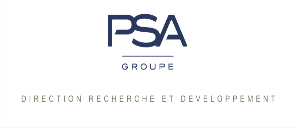 PSA
GROUPE
DIRECTION RECHERCHE ET DEVELOPPEMENT